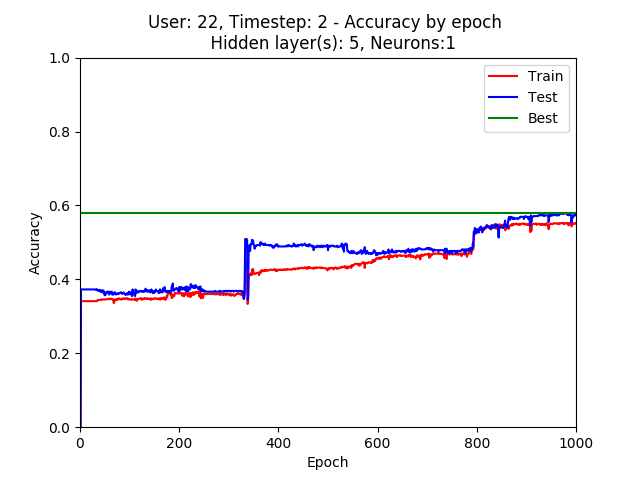 User: 22, Timestep: 2 - Accuracy by epoch
Hidden layer(s): 5, Neurons:1
1.0
0.8
0.6
0.4
0.2
0.0
Accuracy
Train
Test
Best
0
200
400
600
800
1000
Epoch